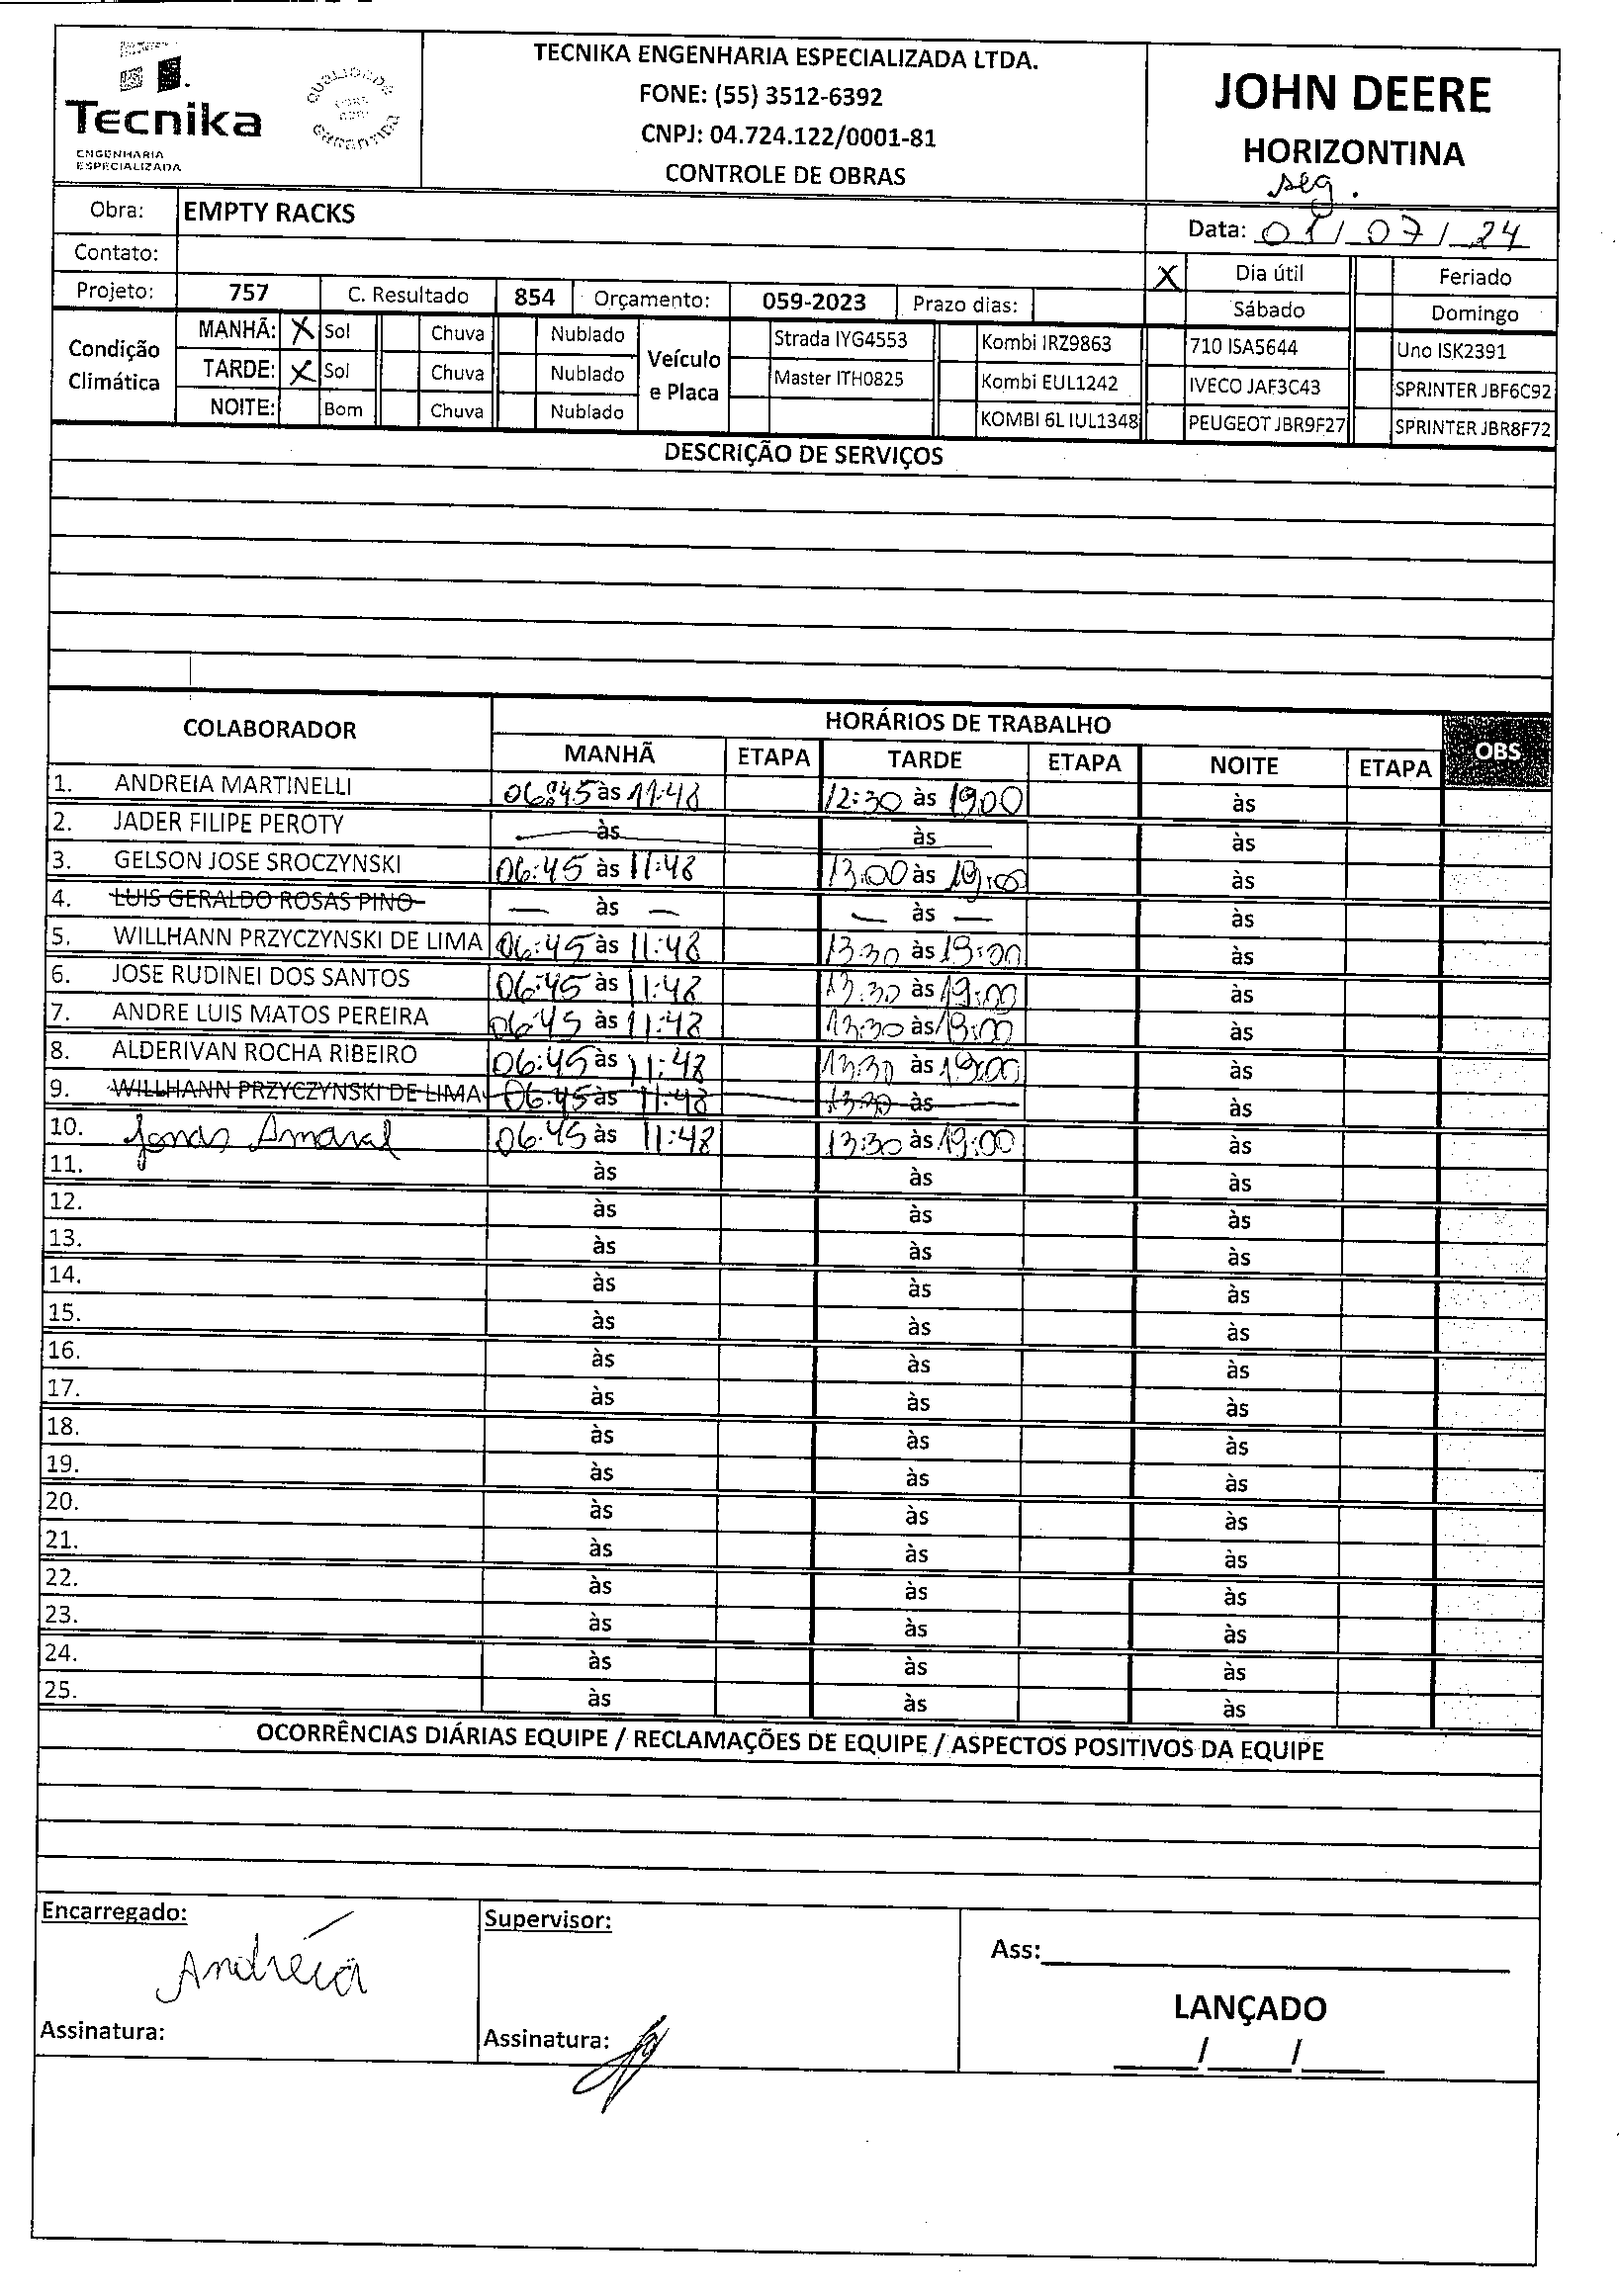 Tecnika
ENGENHARIA
ESPECIALIZADA
QUALIDADE
GARANTIDA
TECNIKA ENGENHARIA ESPECIALIZADA LTDA.
FONE: (55) 3512-6392
CNPJ: 04.724.122/0001-81
CONTROLE DE OBRAS
JOHN DEERE
HORIZONTINA
seg.
Obra: EMPTY RACKS
Data: 01/07/24
Contato:
X Dia útil Feriado
Projeto: 757 C. Resultado 854 Orçamento: 059-2023 Prazo dias:
Sábado Domingo
Condição Climática
MANHÃ: X Sol Chuva Nublado
TARDE: X Sol Chuva Nublado
NOITE: Bom Chuva Nublado
Veículo e Placa
Strada IYG4553 Kombi IRZ9863 710 ISA5644 Uno ISK2391
Master ITH0825 Kombi EUL1242 IVECO JAF3C43 SPRINTER JBF6C92
KOMBI 6L IUL1348 PEUGEOT JBR9F27 SPRINTER JBR8F72
DESCRIÇÃO DE SERVIÇOS
COLABORADOR HORÁRIOS DE TRABALHO OBS
MANHÃ ETAPA TARDE ETAPA NOITE ETAPA
1. ANDREIA MARTINELLI 06:45 às 11:48 12:30 às 19:00 às
2. JADER FILIPE PEROTY às às às
3. GELSON JOSE SROCZYNSKI 06:45 às 11:48 13:00 às 19:00 às
4. LUIS GERALDO ROSAS PINO — às — — às — às
5. WILLHANN PRZYCZYNSKI DE LIMA 06:45 às 11:48 13:30 às 19:00 às
6. JOSE RUDINEI DOS SANTOS 06:45 às 11:48 13:30 às 19:00 às
7. ANDRE LUIS MATOS PEREIRA 06:45 às 11:48 13:30 às 19:00 às
8. ALDERIVAN ROCHA RIBEIRO 06:45 às 11:48 13:30 às 19:00 às
9. WILLHANN PRZYCZYNSKI DE LIMA 06:45 às 11:48 13:30 às às
10. Jonas Amaral 06:45 às 11:48 13:30 às 19:00 às
11. às às às
12. às às às
13. às às às
14. às às às
15. às às às
16. às às às
17. às às às
18. às às às
19. às às às
20. às às às
21. às às às
22. às às às
23. às às às
24. às às às
25. às às às
OCORRÊNCIAS DIÁRIAS EQUIPE / RECLAMAÇÕES DE EQUIPE / ASPECTOS POSITIVOS DA EQUIPE
Encarregado:
Andréia
Assinatura:
Supervisor:
Assinatura:
Ass:
LANÇADO
/ /